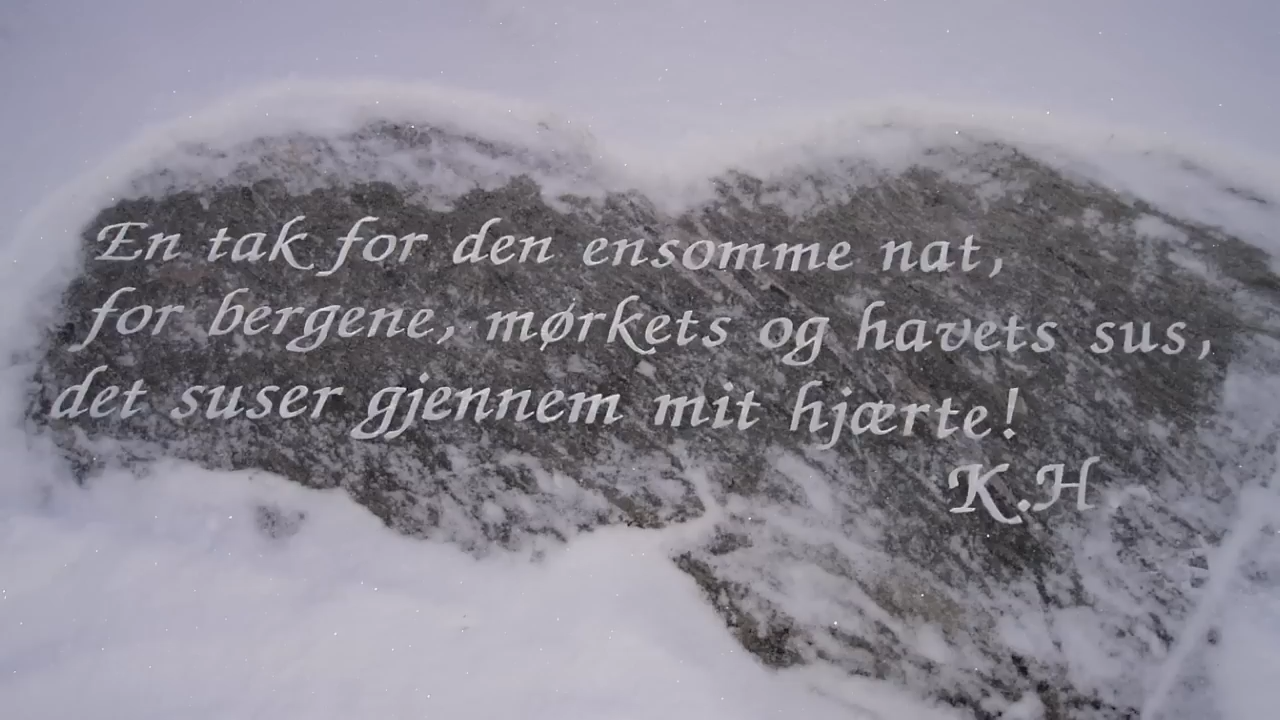 En tak for den ensomme nat,
for bergene, mørkets og havets sus,
det suser gjennem mit hjærte!
K.H